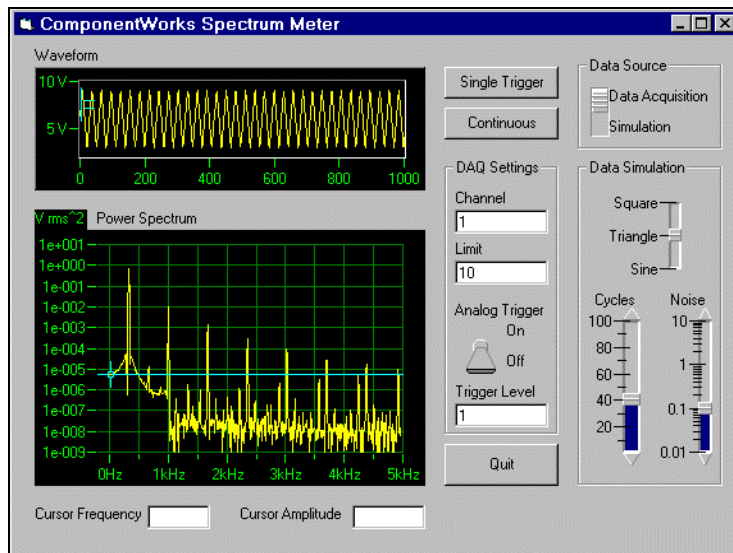 ComponentWorks Spectrum Meter
Waveform
10 V
5 V
0 200 400 600 800 1000
V rms^2 Power Spectrum
1e+001
1e+000
1e-001
1e-002
1e-003
1e-004
1e-005
1e-006
1e-007
1e-008
1e-009
0Hz 1kHz 2kHz 3kHz 4kHz 5kHz
Cursor Frequency
Cursor Amplitude
Single Trigger
Continuous
DAQ Settings
Channel
1
Limit
10
Analog Trigger
On
Off
Trigger Level
1
Quit
Data Source
Data Acquisition
Simulation
Data Simulation
Square
Triangle
Sine
Cycles
100
80
60
40
20
Noise
10
1
0.1
0.01